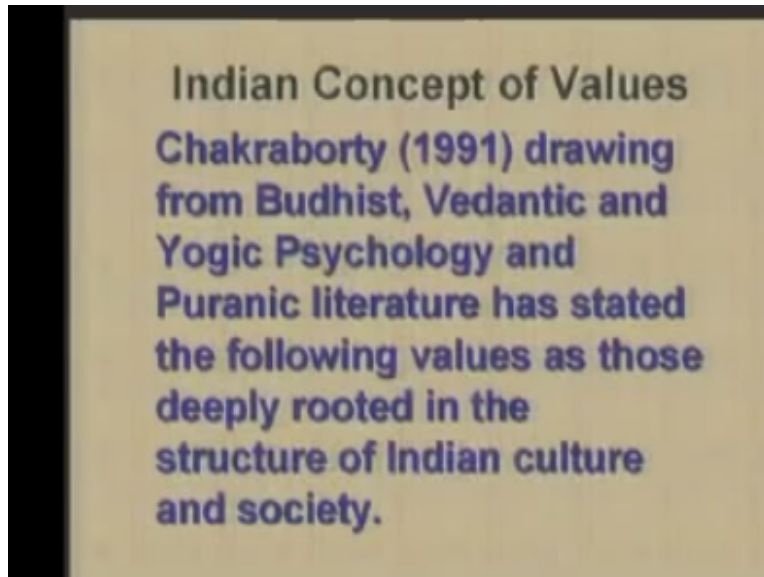 Indian Concept of Values
Chakraborty (1991) drawing
from Budhist, Vedantic and
Yogic Psychology and
Puranic literature has stated
the following values as those
deeply rooted in the
structure of Indian culture
and society.